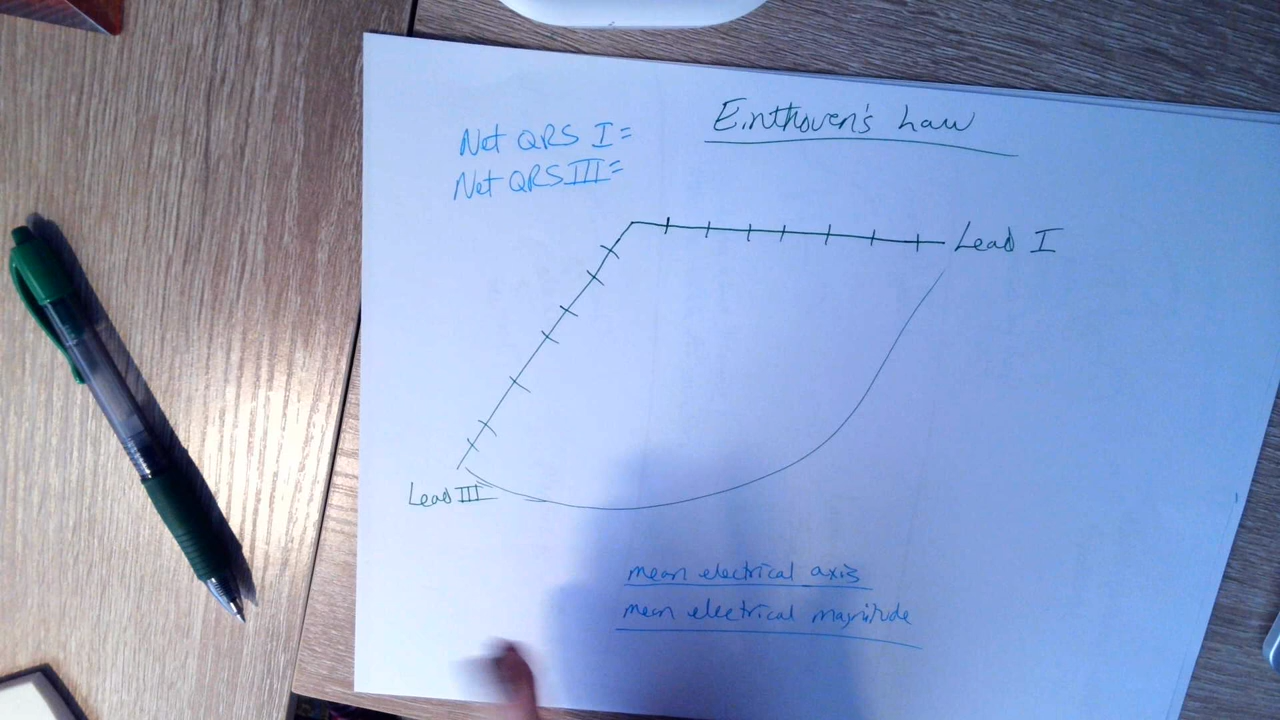 Einthoven's Law
Net QRS I =
Net QRS III =
Lead I
Lead III
mean electrical axis
mean electrical magnitude